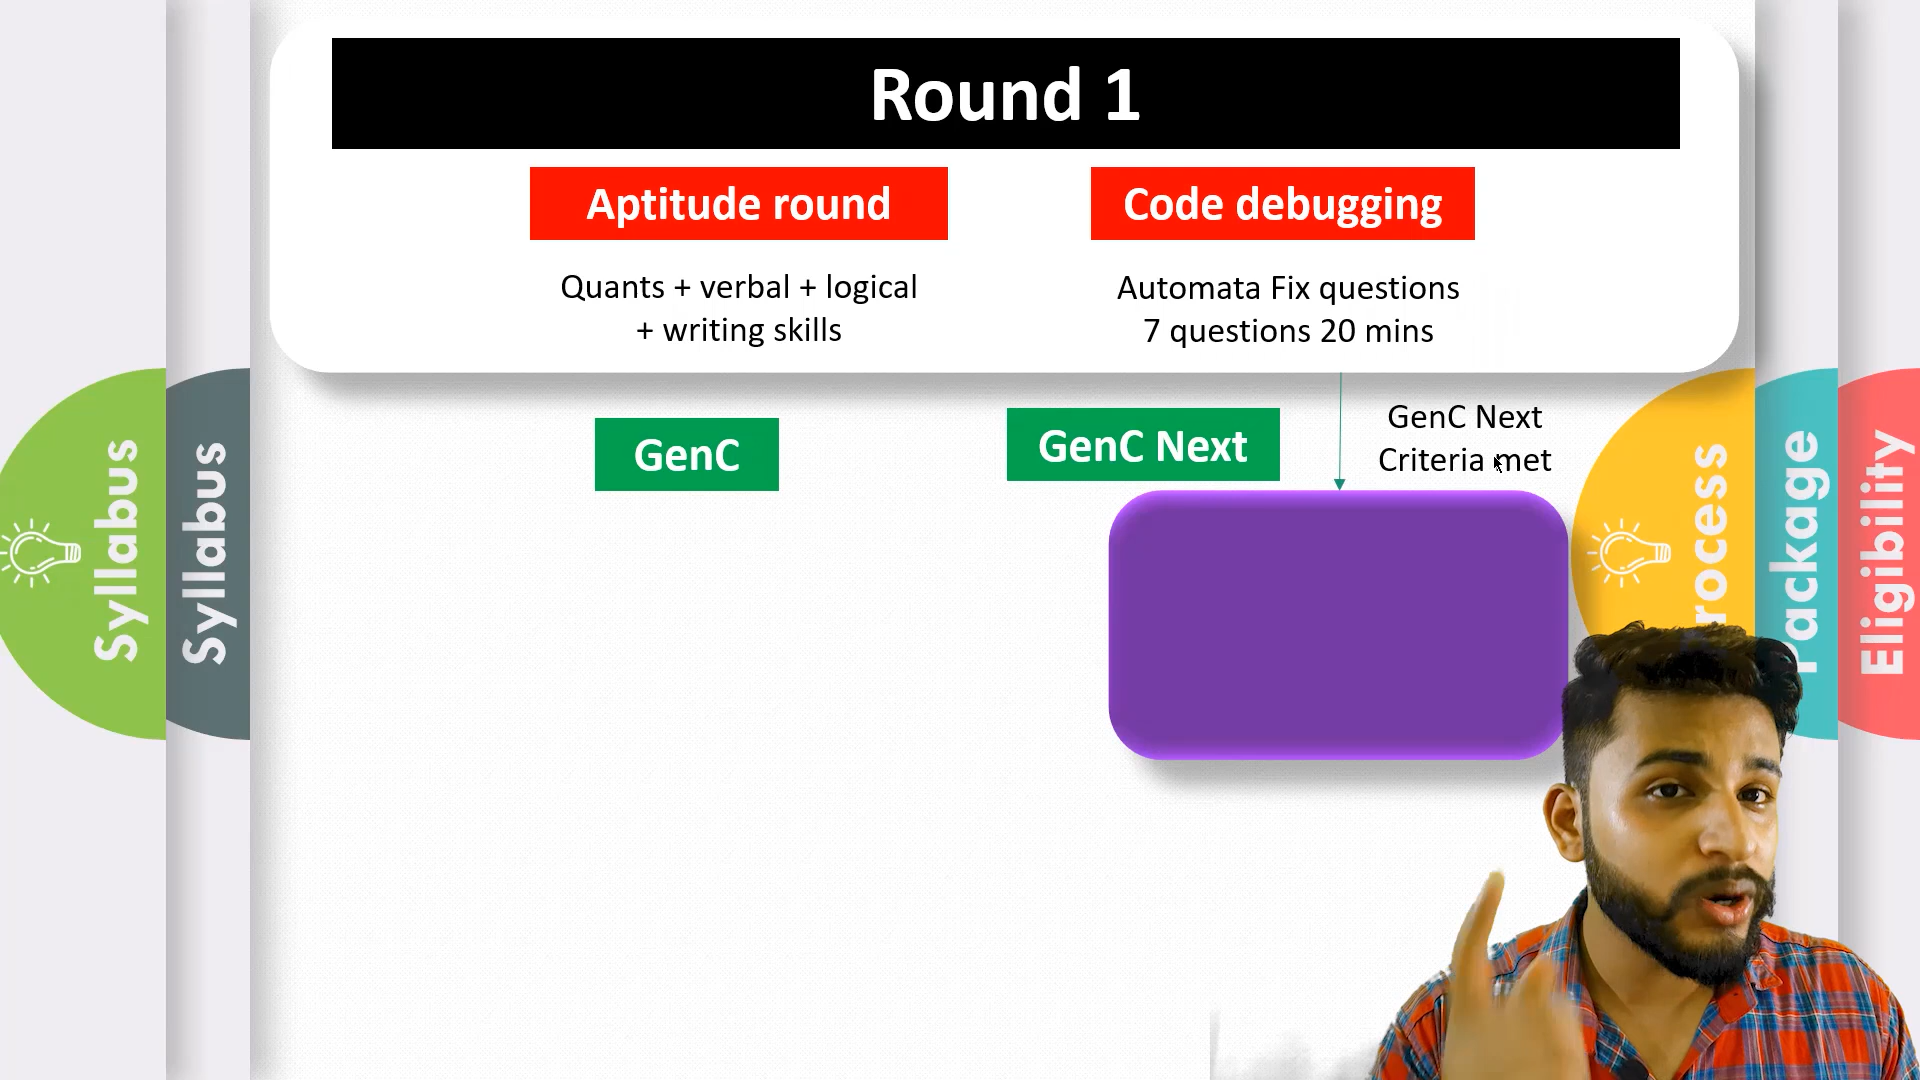 Round 1
Aptitude round
Code debugging
Quants + verbal + logical
+ writing skills
Automata Fix questions
7 questions 20 mins
GenC
GenC Next
GenC Next
Criteria met
Syllabus
Syllabus
rocess
Package
Eligibility